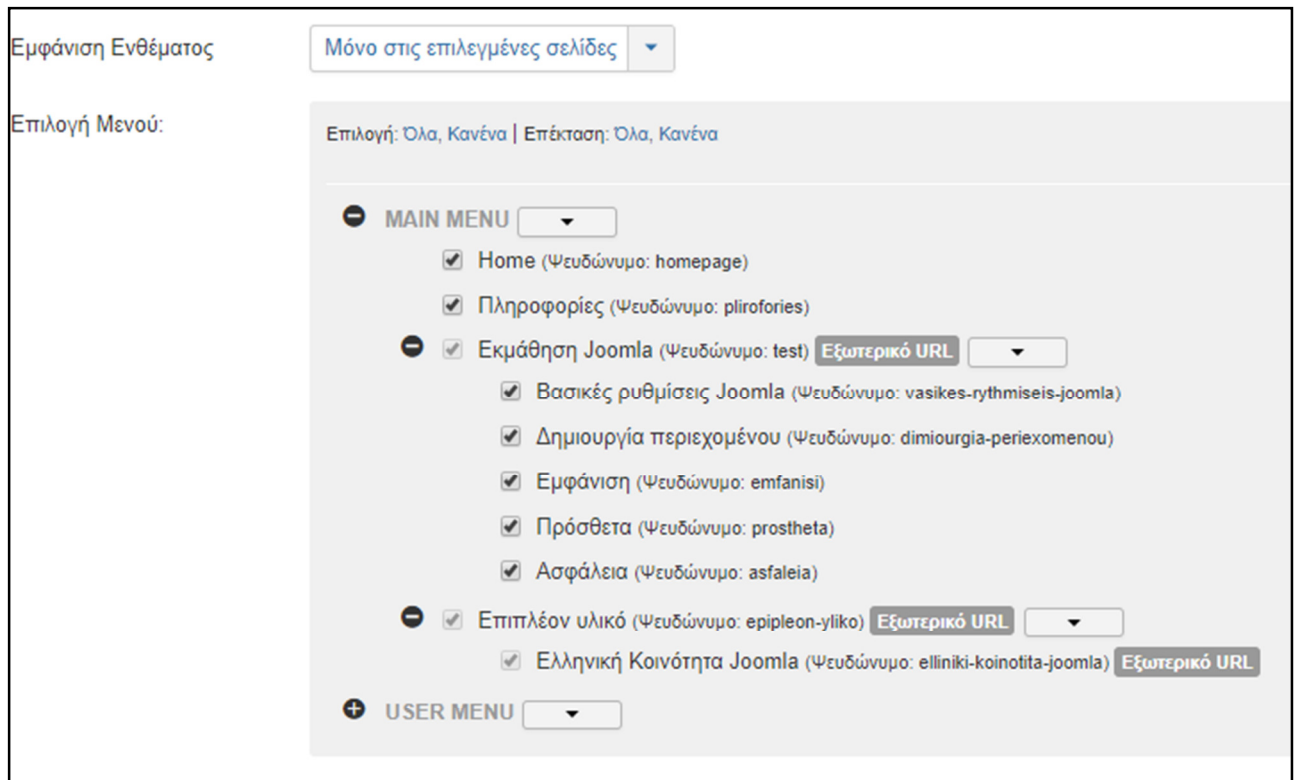 Εμφάνιση Ενθέματος Μόνο στις επιλεγμένες σελίδες
Επιλογή Μενού:
Επιλογή: Όλα, Κανένα | Επέκταση: Όλα, Κανένα
MAIN MENU
Home (Ψευδώνυμο: homepage)
Πληροφορίες (Ψευδώνυμο: plirofories)
Εκμάθηση Joomla (Ψευδώνυμο: test) Εξωτερικό URL
Βασικές ρυθμίσεις Joomla (Ψευδώνυμο: vasikes-rythmiseis-joomla)
Δημιουργία περιεχομένου (Ψευδώνυμο: dimiourgia-periexomenou)
Εμφάνιση (Ψευδώνυμο: emfanisi)
Πρόσθετα (Ψευδώνυμο: prostheta)
Ασφάλεια (Ψευδώνυμο: asfaleia)
Επιπλέον υλικό (Ψευδώνυμο: epipleon-yliko) Εξωτερικό URL
Ελληνική Κοινότητα Joomla (Ψευδώνυμο: elliniki-koinotita-joomla) Εξωτερικό URL
USER MENU